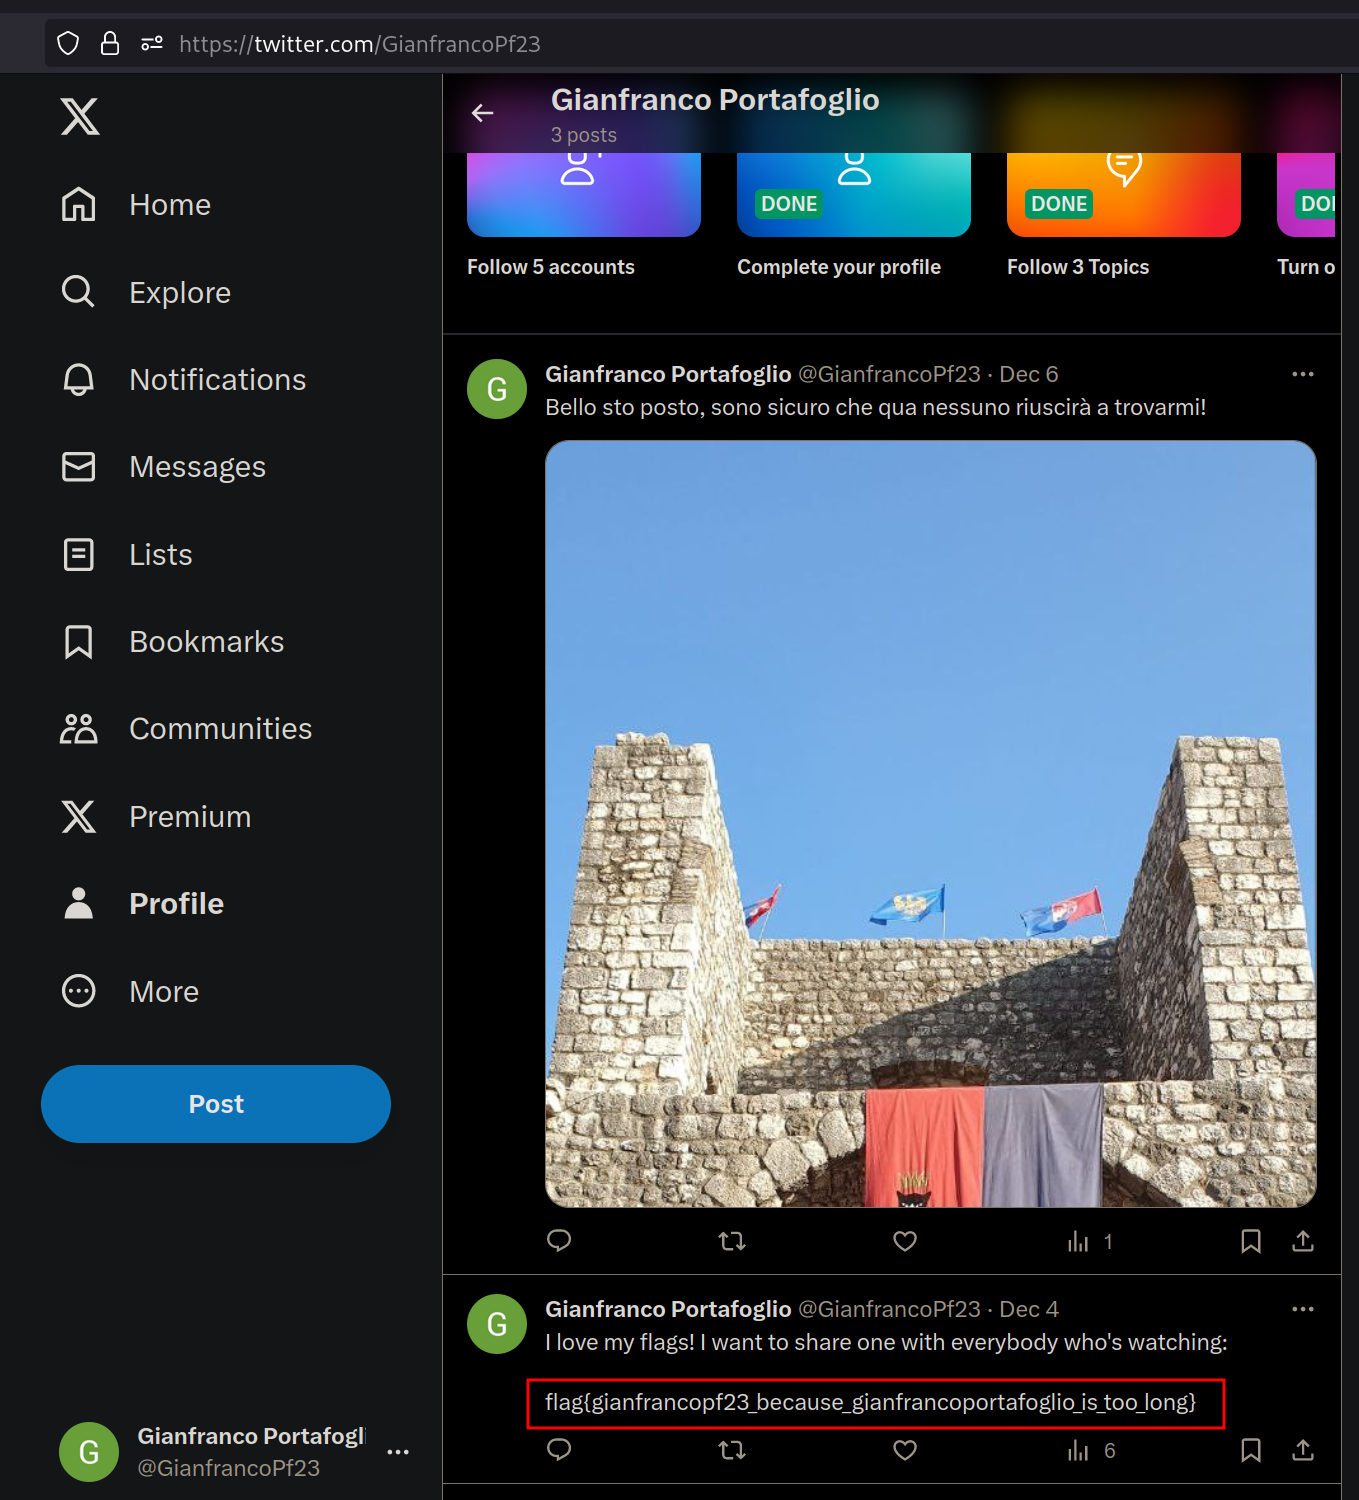 https://twitter.com/GianfrancoPf23
Gianfranco Portafoglio
3 posts
Home
Explore
Notifications
Messages
Lists
Bookmarks
Communities
Premium
Profile
More
Post
Gianfranco Portafogli
@GianfrancoPf23
DONE
DONE
DO
Follow 5 accounts
Complete your profile
Follow 3 Topics
Turn o
G
Gianfranco Portafoglio @GianfrancoPf23 · Dec 6
Bello sto posto, sono sicuro che qua nessuno riuscirà a trovarmi!
1
G
Gianfranco Portafoglio @GianfrancoPf23 · Dec 4
I love my flags! I want to share one with everybody who's watching:
flag{gianfrancopf23_because_gianfrancoportafoglio_is_too_long}
6
G